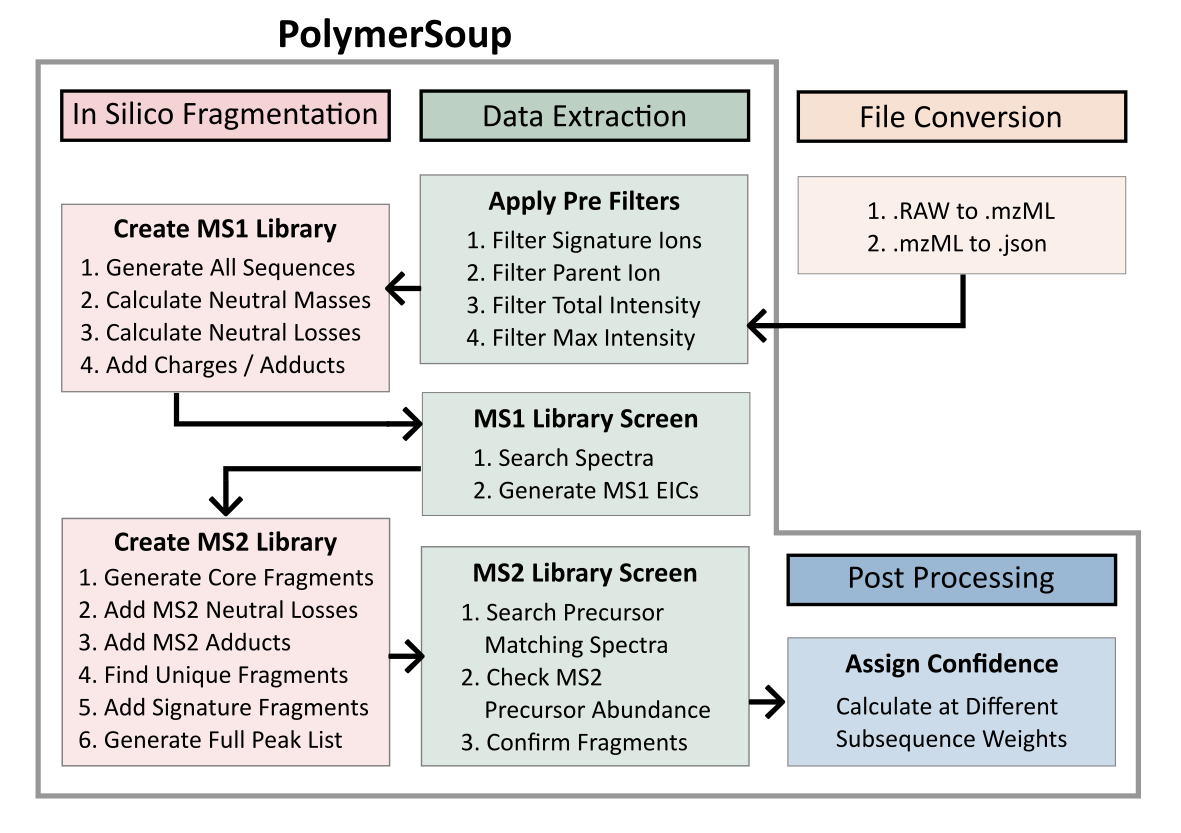 PolymerSoup
In Silico Fragmentation
Data Extraction
File Conversion
1. .RAW to .mzML
2. .mzML to .json
Apply Pre Filters
1. Filter Signature Ions
2. Filter Parent Ion
3. Filter Total Intensity
4. Filter Max Intensity
Create MS1 Library
1. Generate All Sequences
2. Calculate Neutral Masses
3. Calculate Neutral Losses
4. Add Charges / Adducts
MS1 Library Screen
1. Search Spectra
2. Generate MS1 EICs
Create MS2 Library
1. Generate Core Fragments
2. Add MS2 Neutral Losses
3. Add MS2 Adducts
4. Find Unique Fragments
5. Add Signature Fragments
6. Generate Full Peak List
MS2 Library Screen
1. Search Precursor
Matching Spectra
2. Check MS2
Precursor Abundance
3. Confirm Fragments
Post Processing
Assign Confidence
Calculate at Different
Subsequence Weights